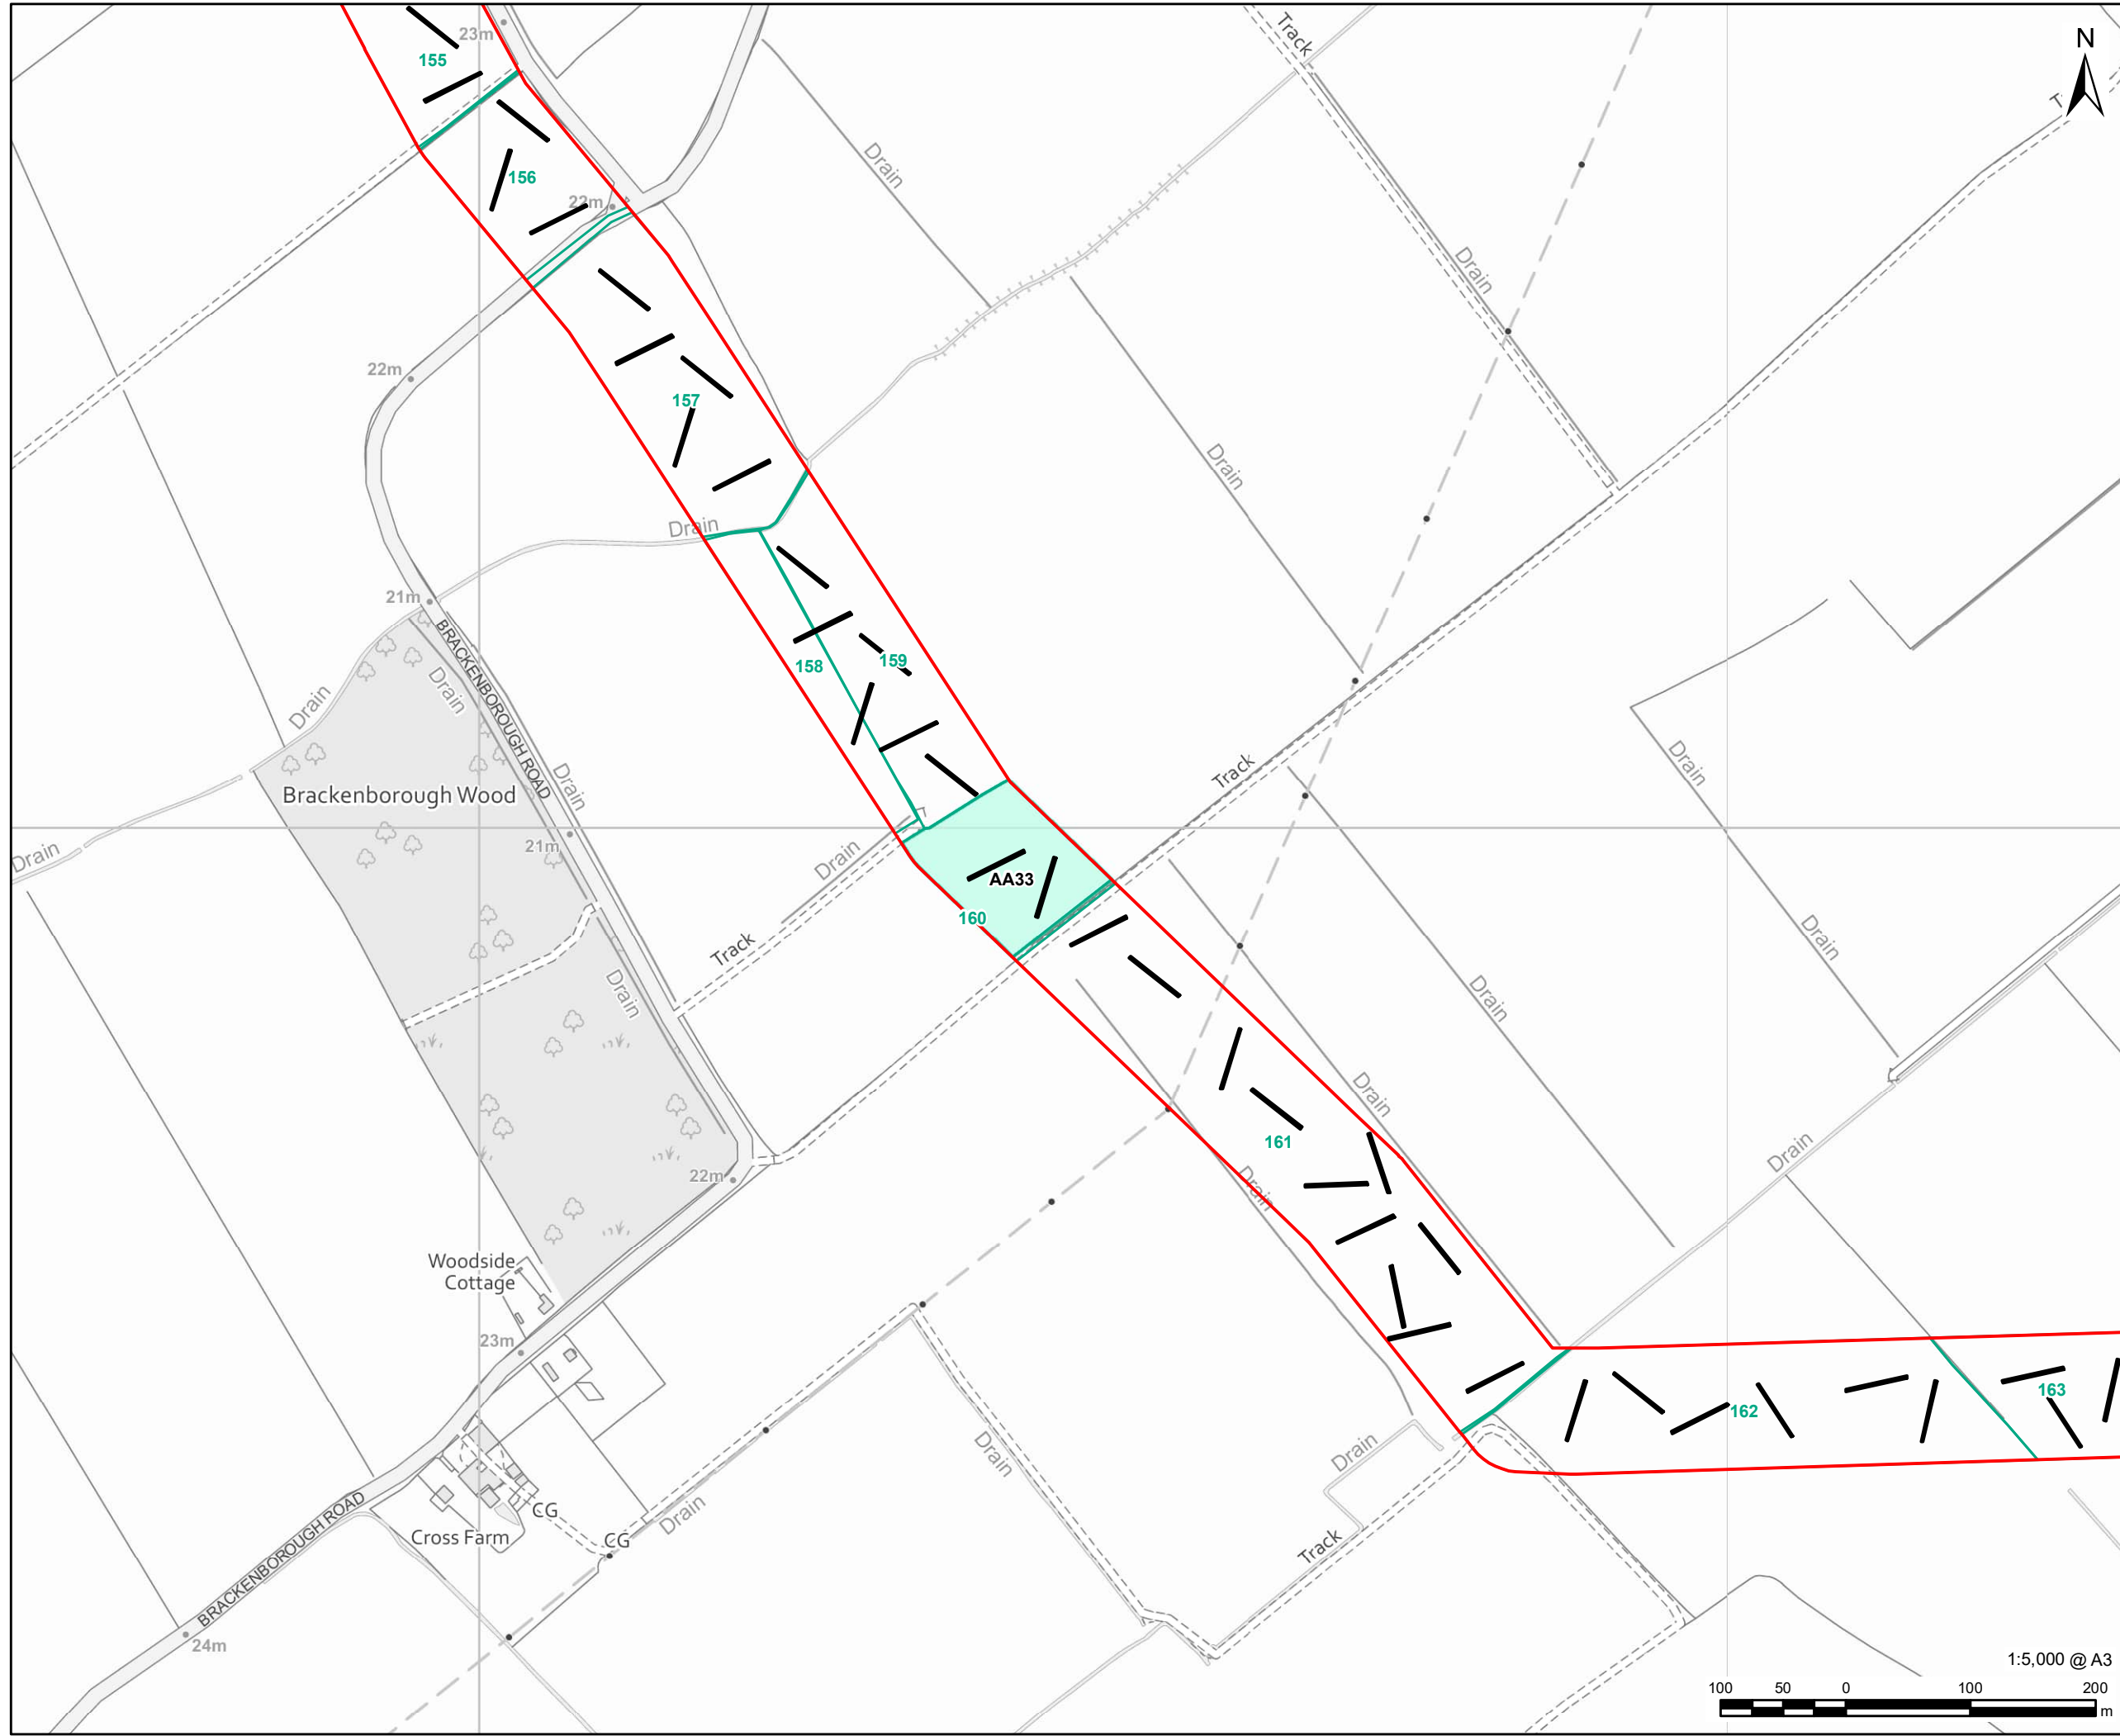 23m
Track
N
155
T
Drain
156
22m
Drain
22m
157
Drain
Drain
21m
BRACKENBOROUGH ROAD
158
159
Drain
Drain
Track
Drain
Drain
Brackenborough Wood
21m
Drain
Drain
AA33
160
Drain
Track
Drain
Drain
Drain
161
Drain
22m
Drain
Woodside
Cottage
23m
163
162
Drain
Drain
CG
Drain
Cross Farm
CG
Track
BRACKENBOROUGH ROAD
24m
1:5,000 @ A3
100 50 0 100 200
m